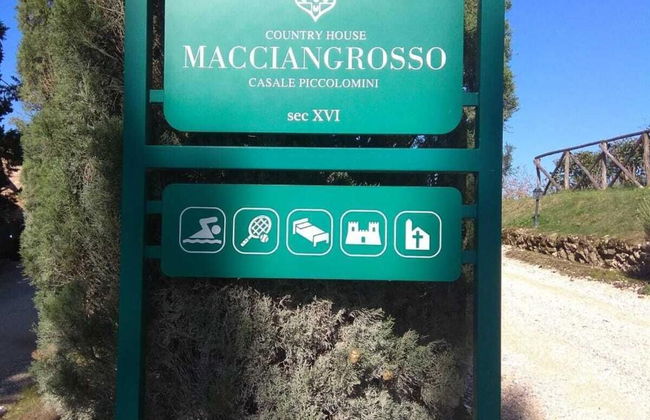 COUNTRY HOUSE
MACCIANGROSSO
CASALE PICCOLOMINI
sec XVI